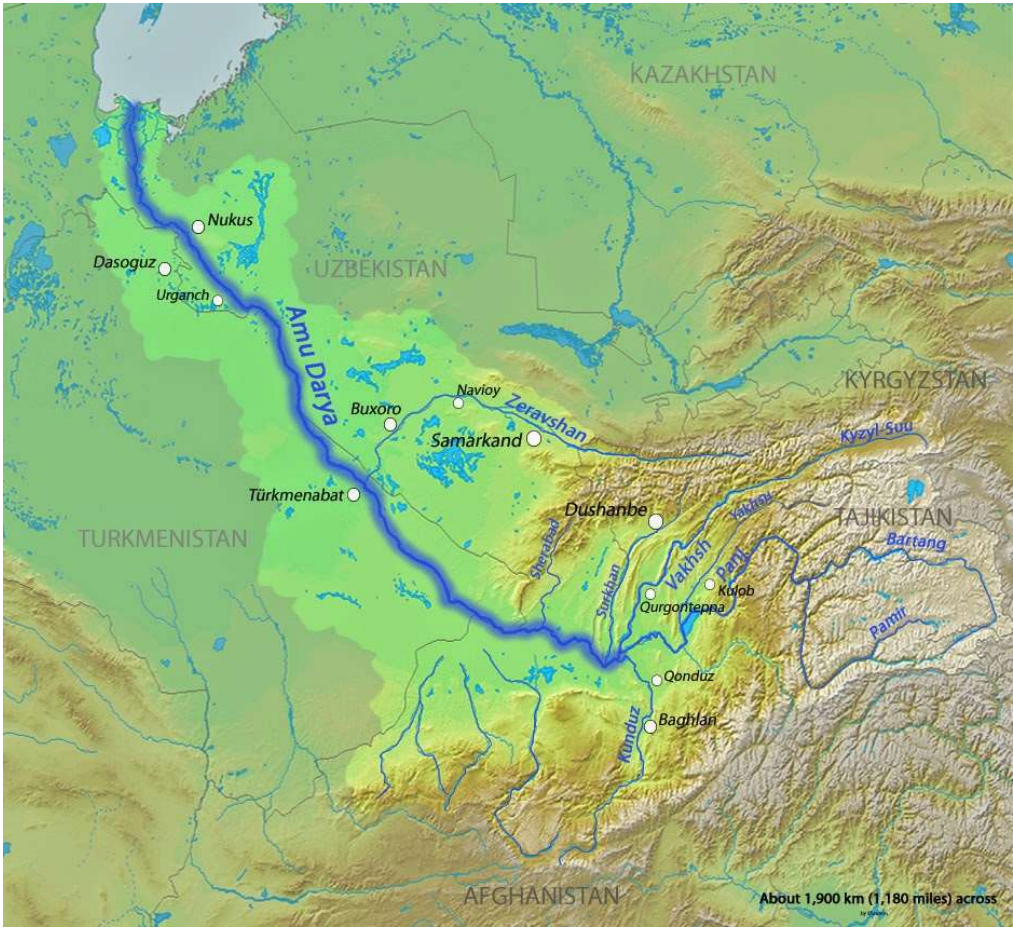 KAZAKHSTAN
Nukus
Dasoguz
UZBEKISTAN
Urganch
Amu Darya
KYRGYZSTAN
Navioy
Buxoro
Zeravshan
Samarkand
Kyzyl Suu
Türkmenabat
Dushanbe
Yakhsu
TAJIKISTAN
TURKMENISTAN
Bartang
Sherabad
Vakhsh
Panj
Surkhan
Kulob
Qurgonteppa
Pamir
Qonduz
Baghlan
Kunduz
AFGHANISTAN
About 1,900 km (1,180 miles) across